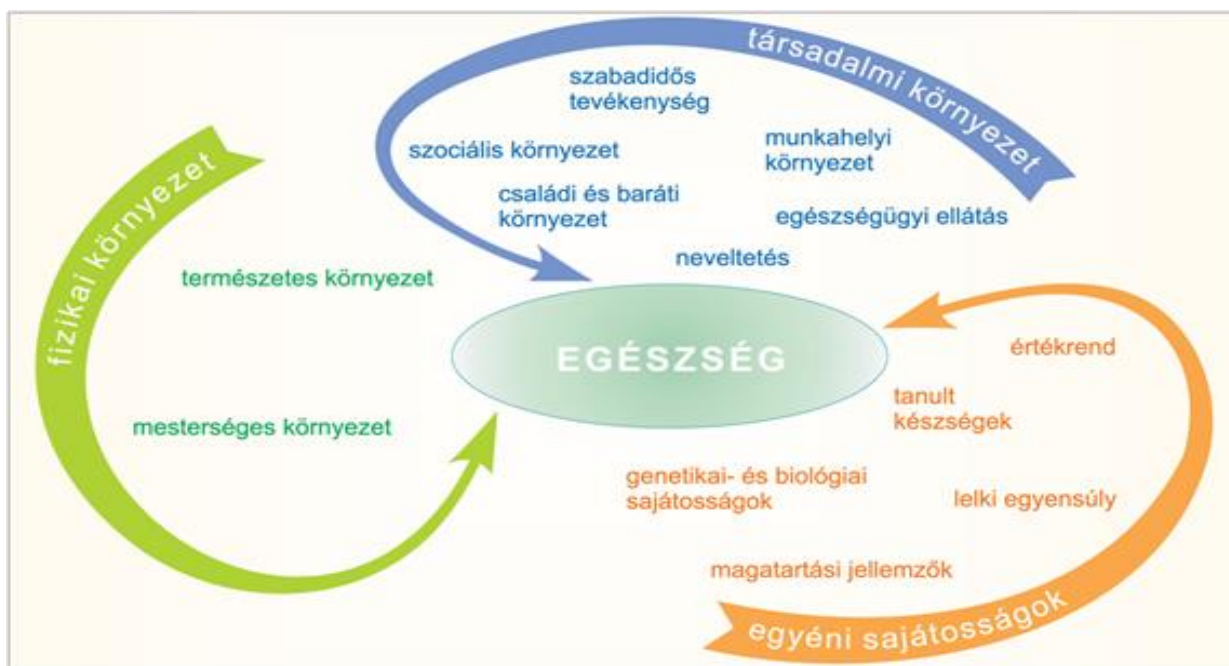 társadalmi környezet
szabadidős
tevékenység
szociális környezet
munkahelyi
környezet
családi és baráti
környezet
egészségügyi ellátás
neveltetés
fizikai környezet
természetes környezet
mesterséges környezet
EGÉSZSÉG
értékrend
tanult
készségek
genetikai- és biológiai
sajátosságok
lelki egyensúly
magatartási jellemzők
egyéni sajátosságok